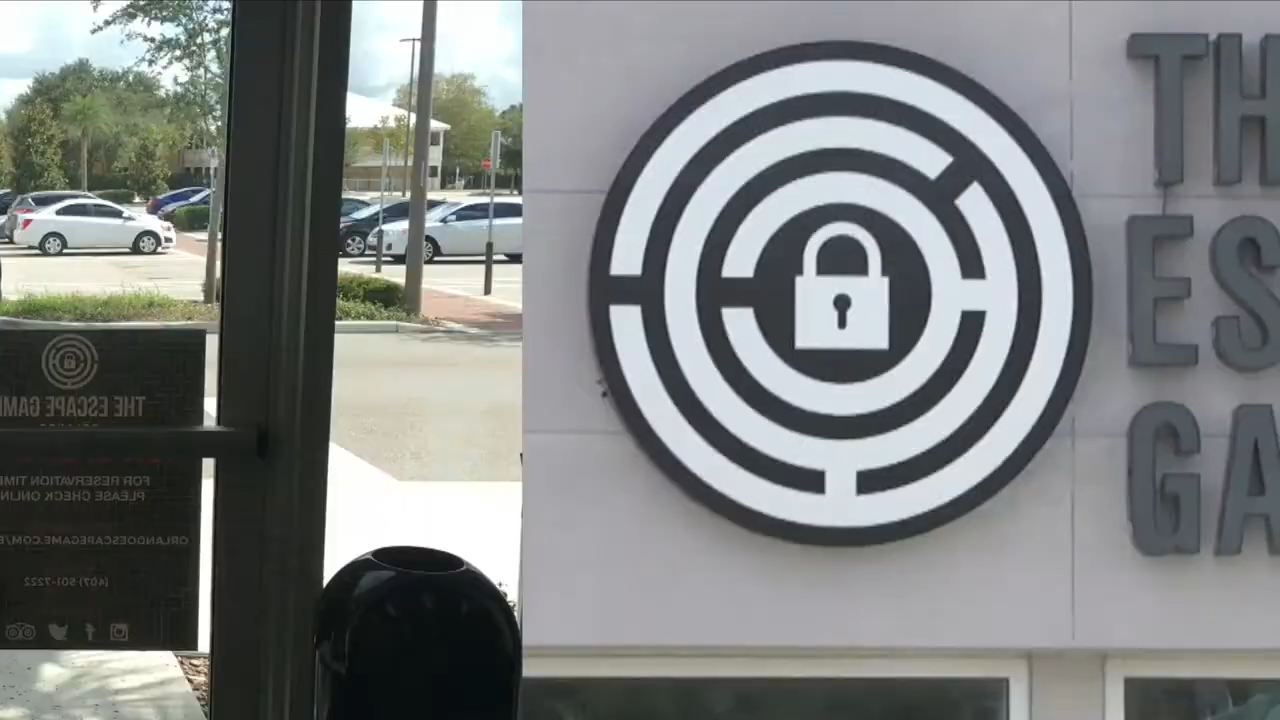 THE ESCAPE GAM
FOR RESERVATION TIM
PLEASE CHECK ONLIN
ORLANDOESCAPEGAME.COM/B
(407) 501-7222
TH
ES
GA